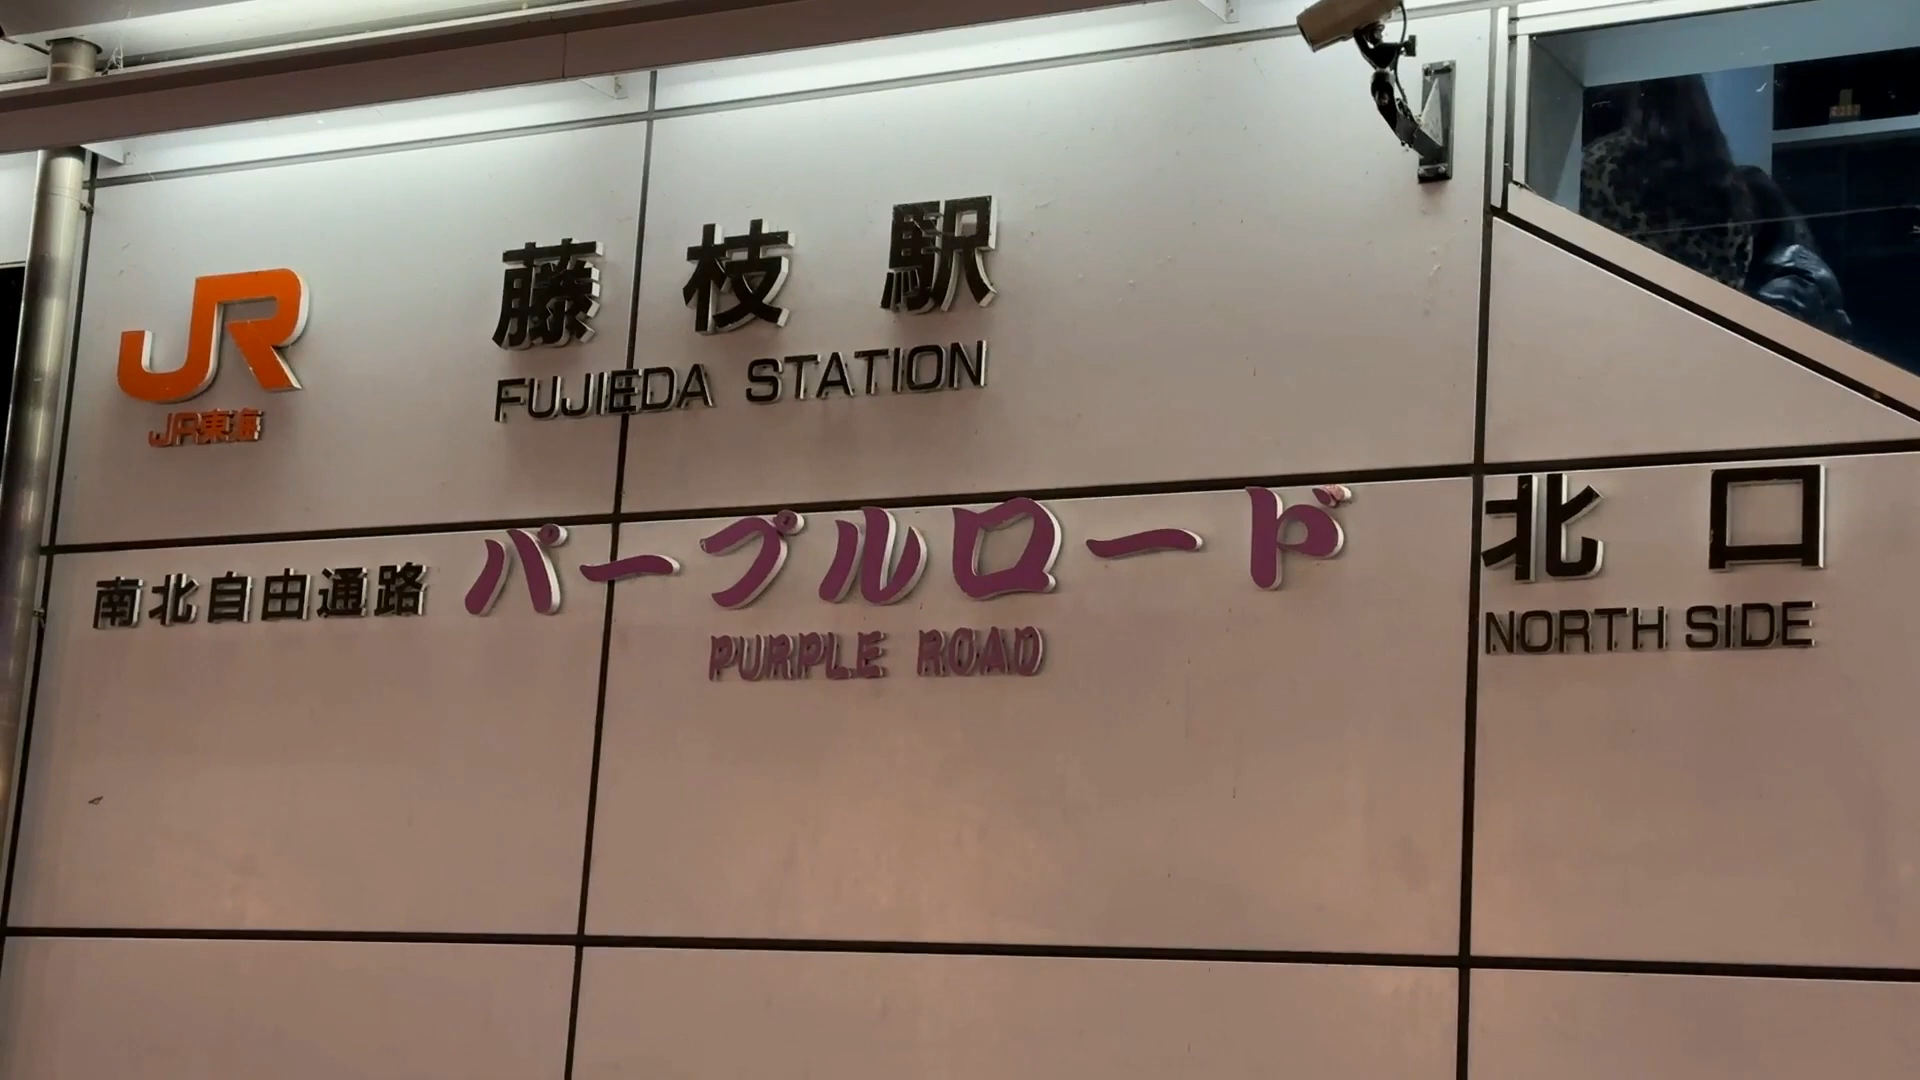 JR
JR東海
藤枝駅
FUJIEDA STATION
南北自由通路 パープルロード 北口
PURPLE ROAD
NORTH SIDE